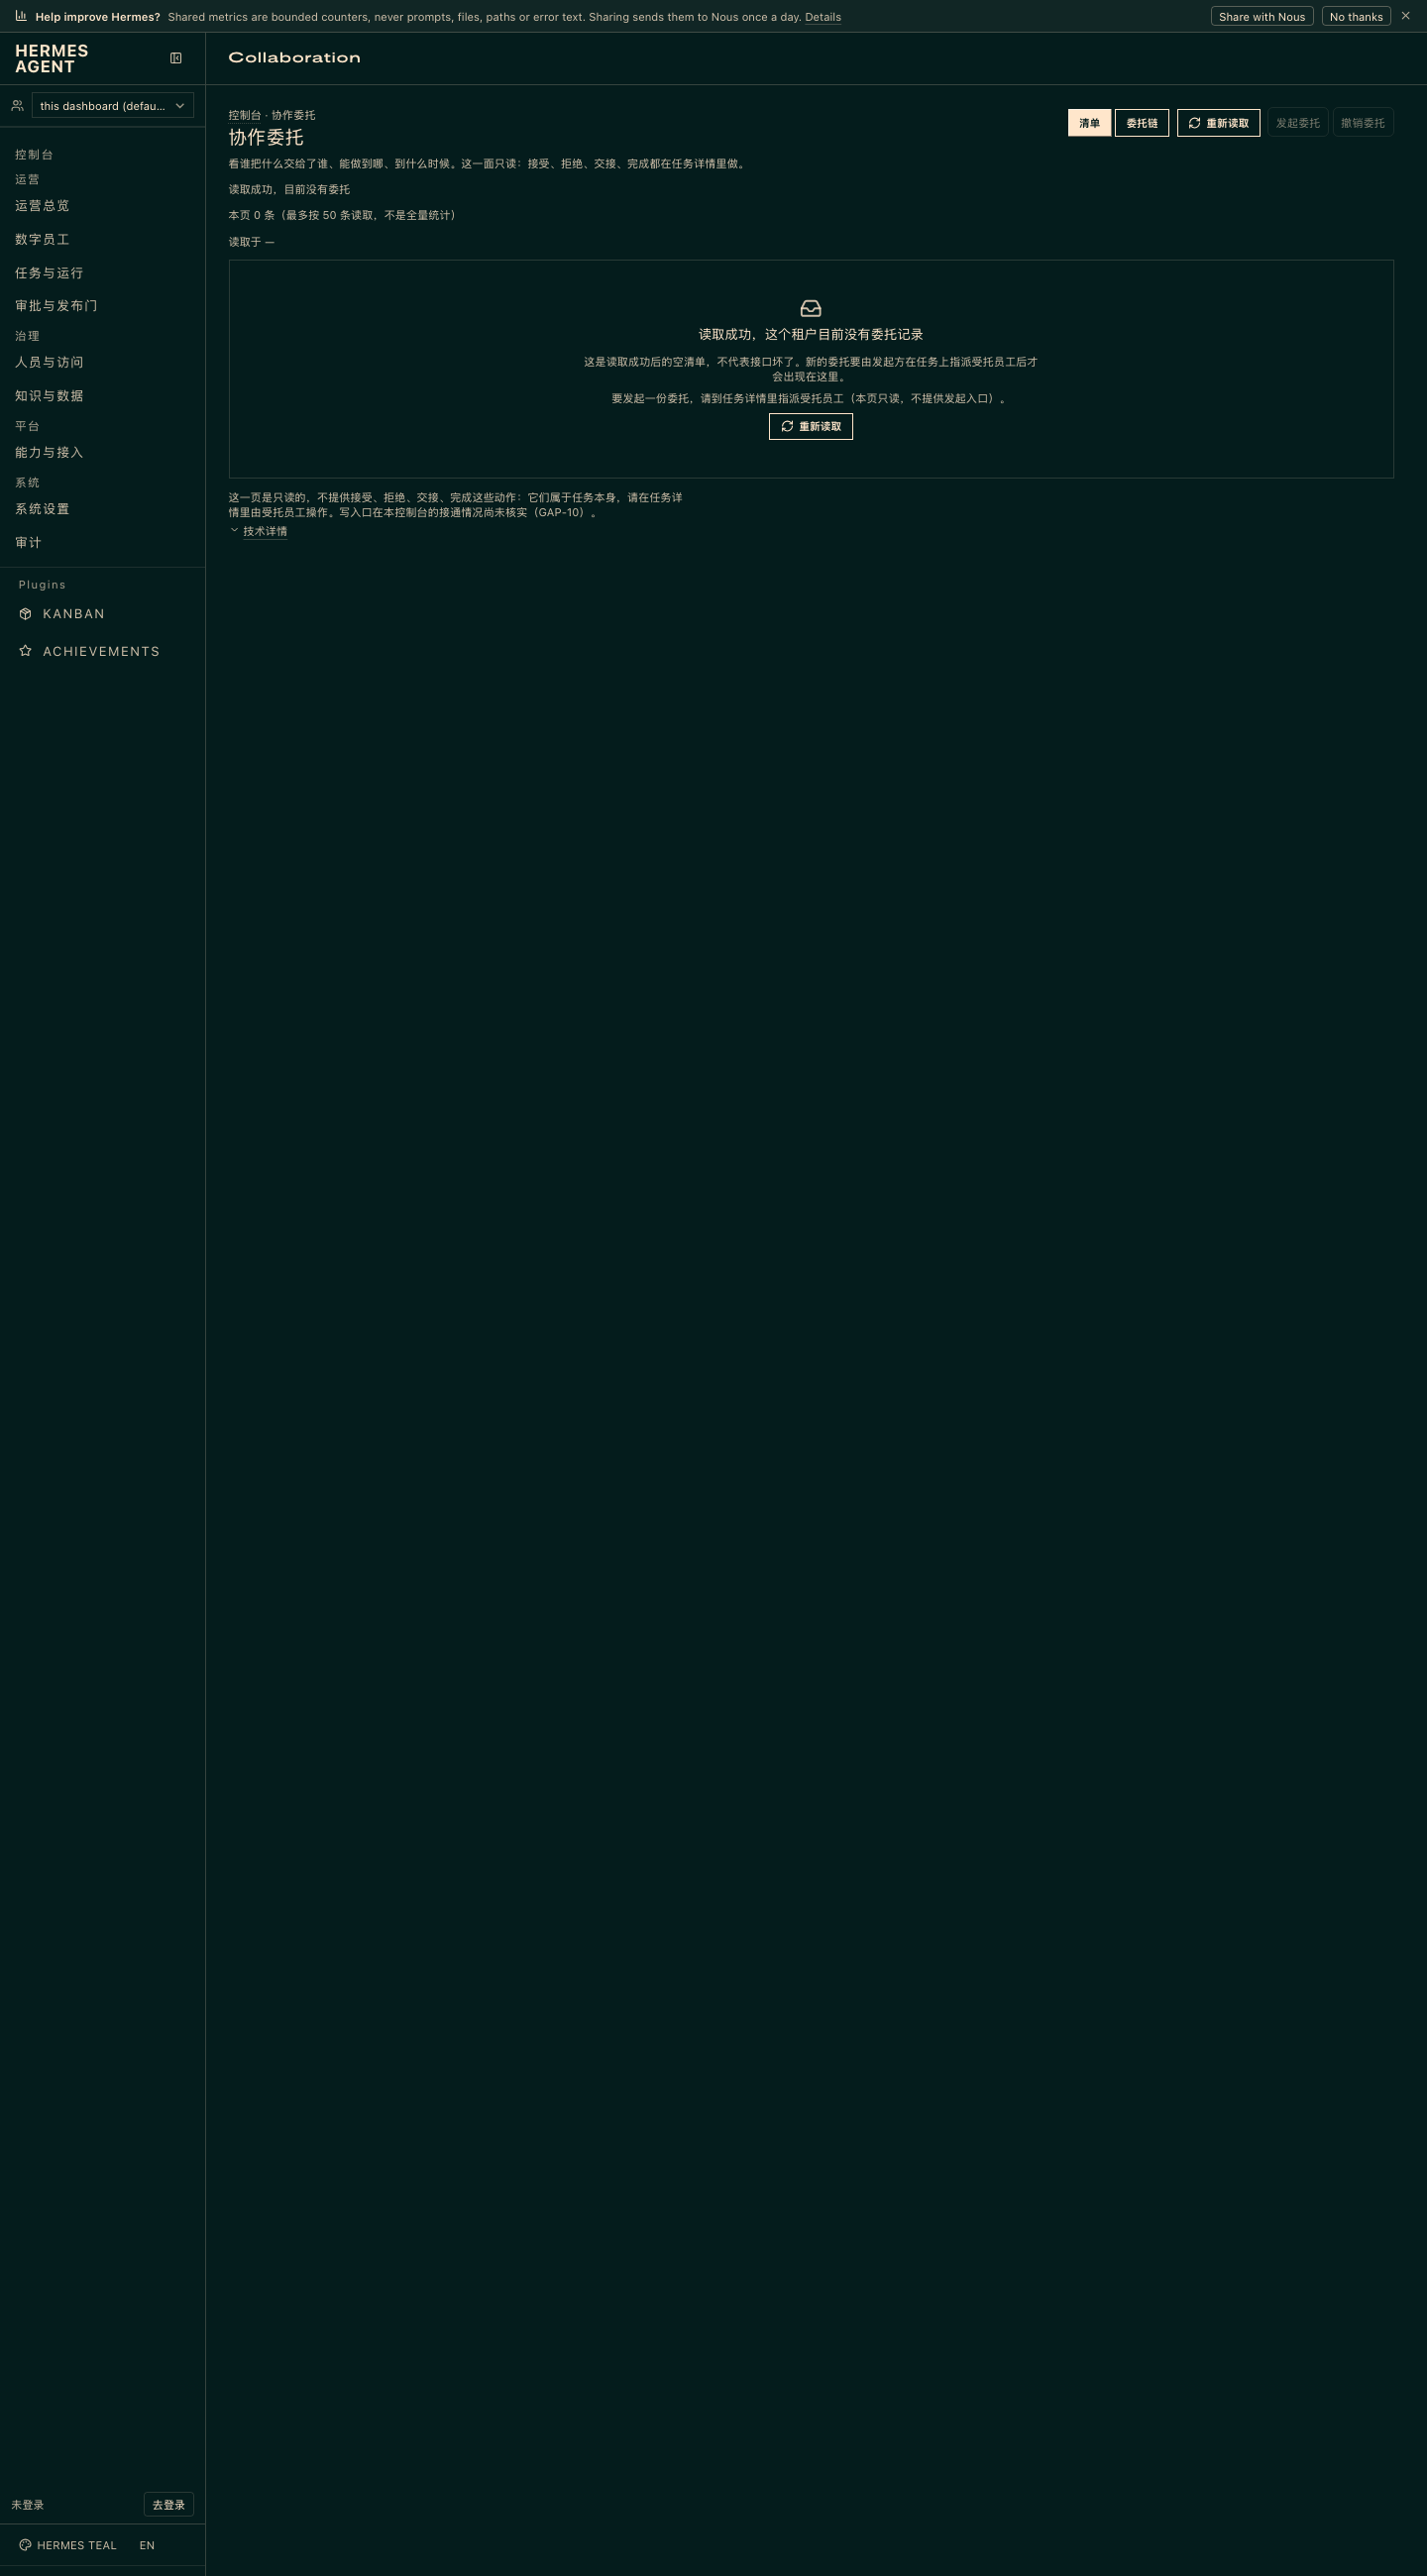 Help improve Hermes? Shared metrics are bounded counters, never prompts, files, paths or error text. Sharing sends them to Nous once a day. Details
Share with Nous
No thanks
HERMES
AGENT
Collaboration
this dashboard (defau...
控制台
运营
运营总览
数字员工
任务与运行
审批与发布门
治理
人员与访问
知识与数据
平台
能力与接入
系统
系统设置
审计
Plugins
KANBAN
ACHIEVEMENTS
未登录
去登录
HERMES TEAL
EN
控制台 · 协作委托
协作委托
看谁把什么交给了谁、能做到哪、到什么时候。这一面只读：接受、拒绝、交接、完成都在任务详情里做。
清单
委托链
重新读取
发起委托
撤销委托
读取成功，目前没有委托
本页 0 条（最多按 50 条读取，不是全量统计）
读取于 —
读取成功，这个租户目前没有委托记录
这是读取成功后的空清单，不代表接口坏了。新的委托要由发起方在任务上指派受托员工后才
会出现在这里。
要发起一份委托，请到任务详情里指派受托员工（本页只读，不提供发起入口）。
重新读取
这一页是只读的，不提供接受、拒绝、交接、完成这些动作：它们属于任务本身，请在任务详
情里由受托员工操作。写入口在本控制台的接通情况尚未核实（GAP-10）。
技术详情